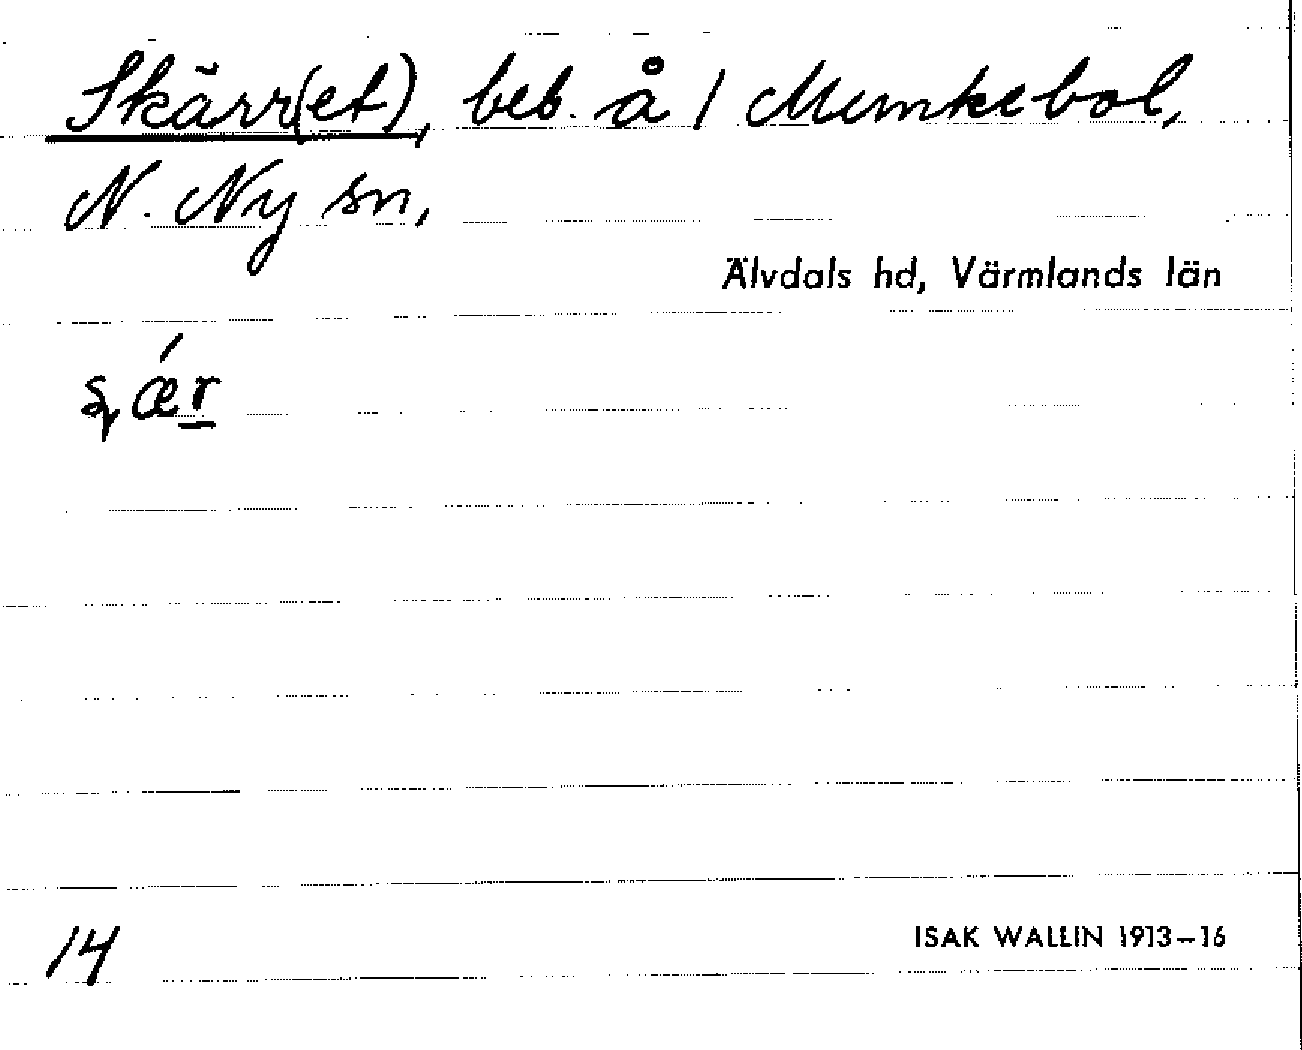 Skärr(et), beb. å / Munkebol,
N. Ny sn,
Älvdals hd, Värmlands län
ʂǽr
14
ISAK WALLIN 1913–16